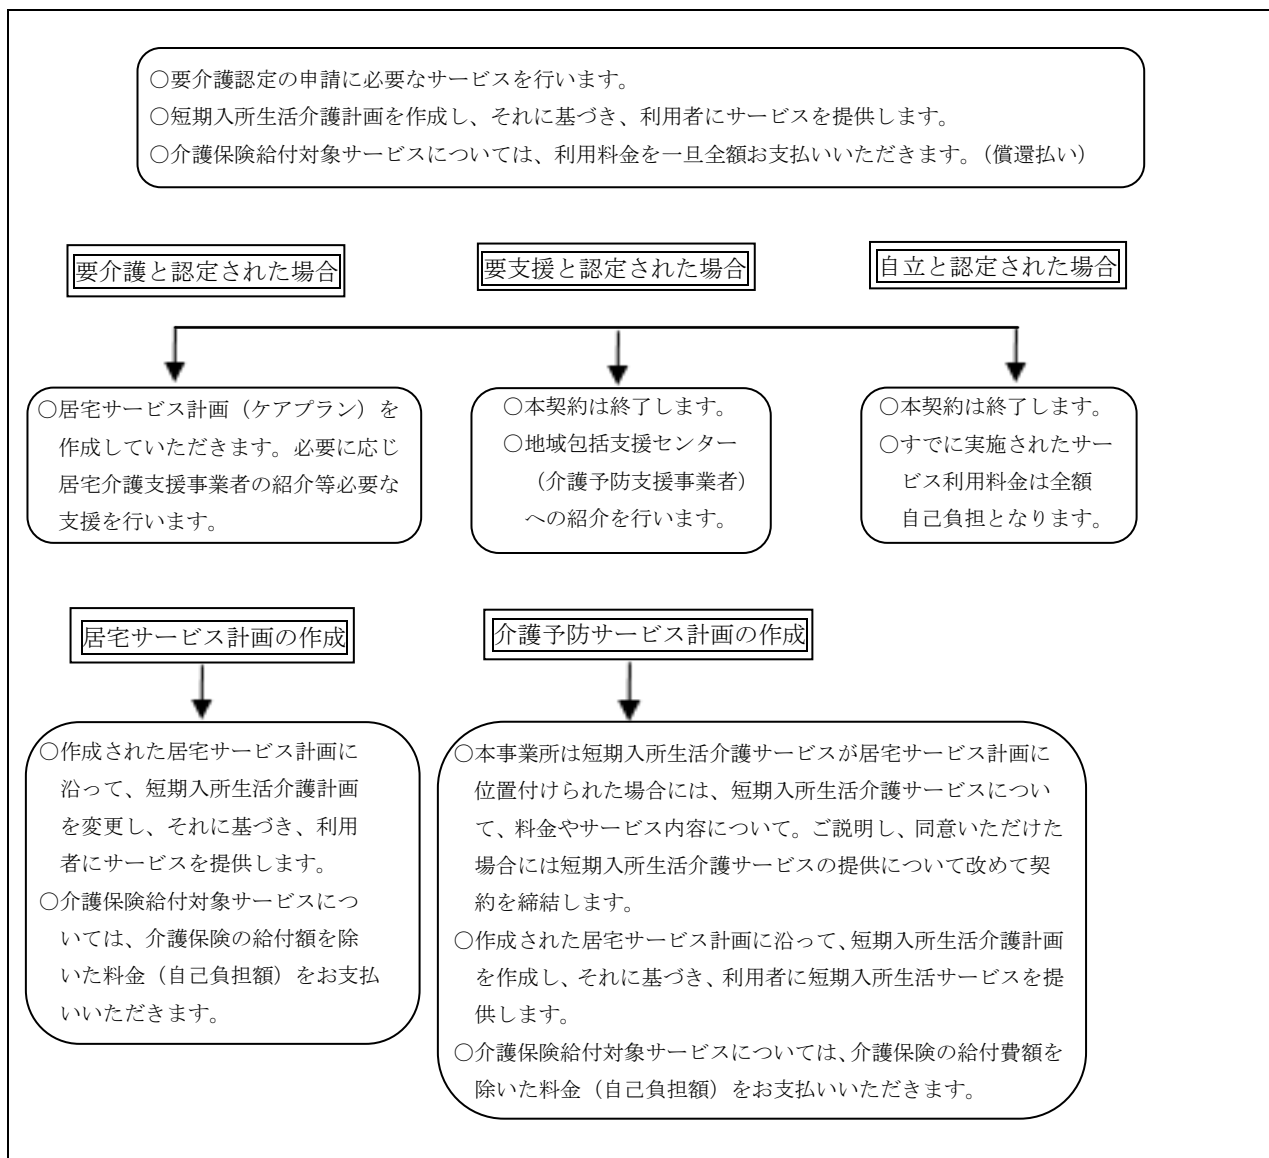 ○要介護認定の申請に必要なサービスを行います。
○短期入所生活介護計画を作成し、それに基づき、利用者にサービスを提供します。
○介護保険給付対象サービスについては、利用料金を一旦全額お支払いいただきます。(償還払い)
要介護と認定された場合
要支援と認定された場合
自立と認定された場合
○居宅サービス計画（ケアプラン）を
作成していただきます。必要に応じ
居宅介護支援事業者の紹介等必要な
支援を行います。
○本契約は終了します。
○地域包括支援センター
（介護予防支援事業者）
への紹介を行います。
○本契約は終了します。
○すでに実施されたサー
ビス利用料金は全額
自己負担となります。
居宅サービス計画の作成
介護予防サービス計画の作成
○作成された居宅サービス計画に
沿って、短期入所生活介護計画
を変更し、それに基づき、利用
者にサービスを提供します。
○介護保険給付対象サービスにつ
いては、介護保険の給付額を除
いた料金（自己負担額）をお支払
いいただきます。
○本事業所は短期入所生活介護サービスが居宅サービス計画に
位置付けられた場合には、短期入所生活介護サービスについ
て、料金やサービス内容について。ご説明し、同意いただけた
場合には短期入所生活介護サービスの提供について改めて契
約を締結します。
○作成された居宅サービス計画に沿って、短期入所生活介護計画
を作成し、それに基づき、利用者に短期入所生活サービスを提
供します。
○介護保険給付対象サービスについては、介護保険の給付費額を
除いた料金（自己負担額）をお支払いいただきます。